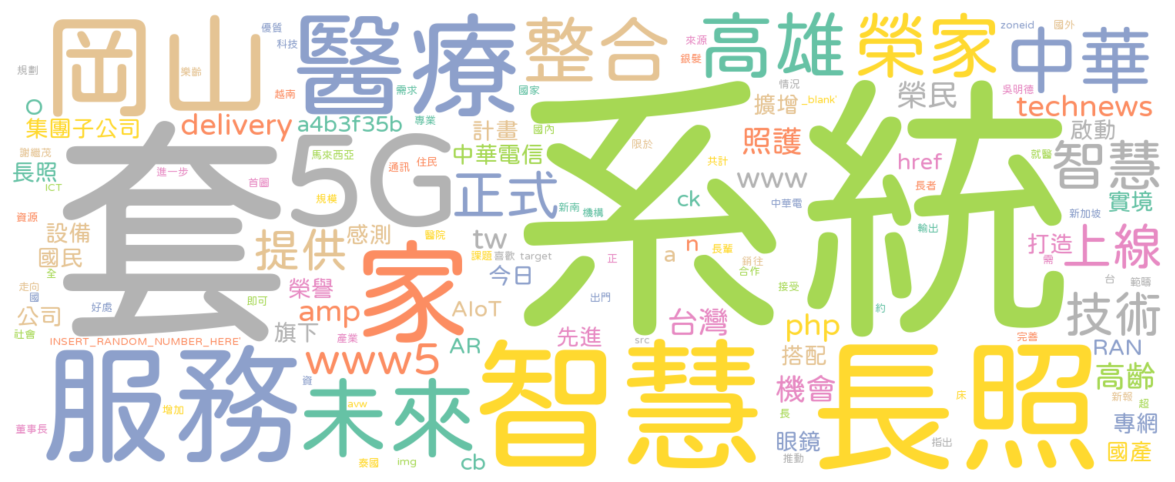 岡山
醫療
整合
高雄
榮家
中華
優質
科技
規劃
樂齡
越南
需求
國家
專業
來源
銀髮
情況
_blank'
zoneid
國外
吳明德
集團子公司
delivery
a4b3f35b
計畫
國內
擴增
榮民
technews
啟動
O
謝繼茂
長照
ICT
進一步
首圖
馬來西亞
通訊
住民
中華電信
限於
共計
照護
href
就醫
智慧
套
5G
系統
正式
www
長者
實境
資源
規模
新南
機構
ck
中華電
新加坡
設備
國民
提供
感測
醫院
tw
課題
喜歡
target
正
a
n
長輩
銷往
合作
輸出
打造
需
上線
全
走向
國
好處
即可
榮譽
家
今日
出門
接受
台
範疇
公司
社會
旗下
產業
amp
AIoT
先進
台灣
php
約
技術
INSERT_RANDOM_NUMBER_HERE'
www5
AR
src
搭配
完善
RAN
服務
資
未來
智慧
機會
長照
高齡
增加
avw
長
床
新報
超
董事長
泰國
img
cb
眼鏡
推動
指出
專網
國產